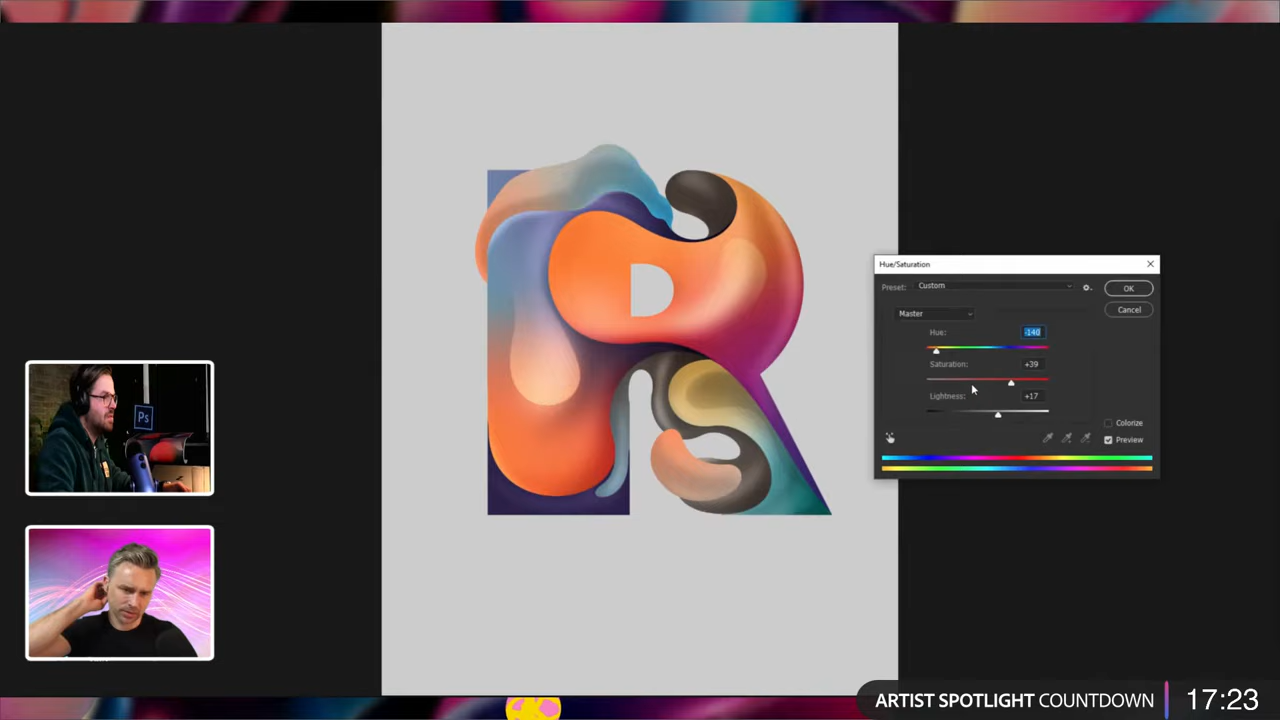 R
Hue/Saturation
Preset: Custom
OK
Master
Cancel
Hue: -140
Saturation: +39
Lightness: +17
Colorize
Preview
Ps
ARTIST SPOTLIGHT COUNTDOWN 17:23